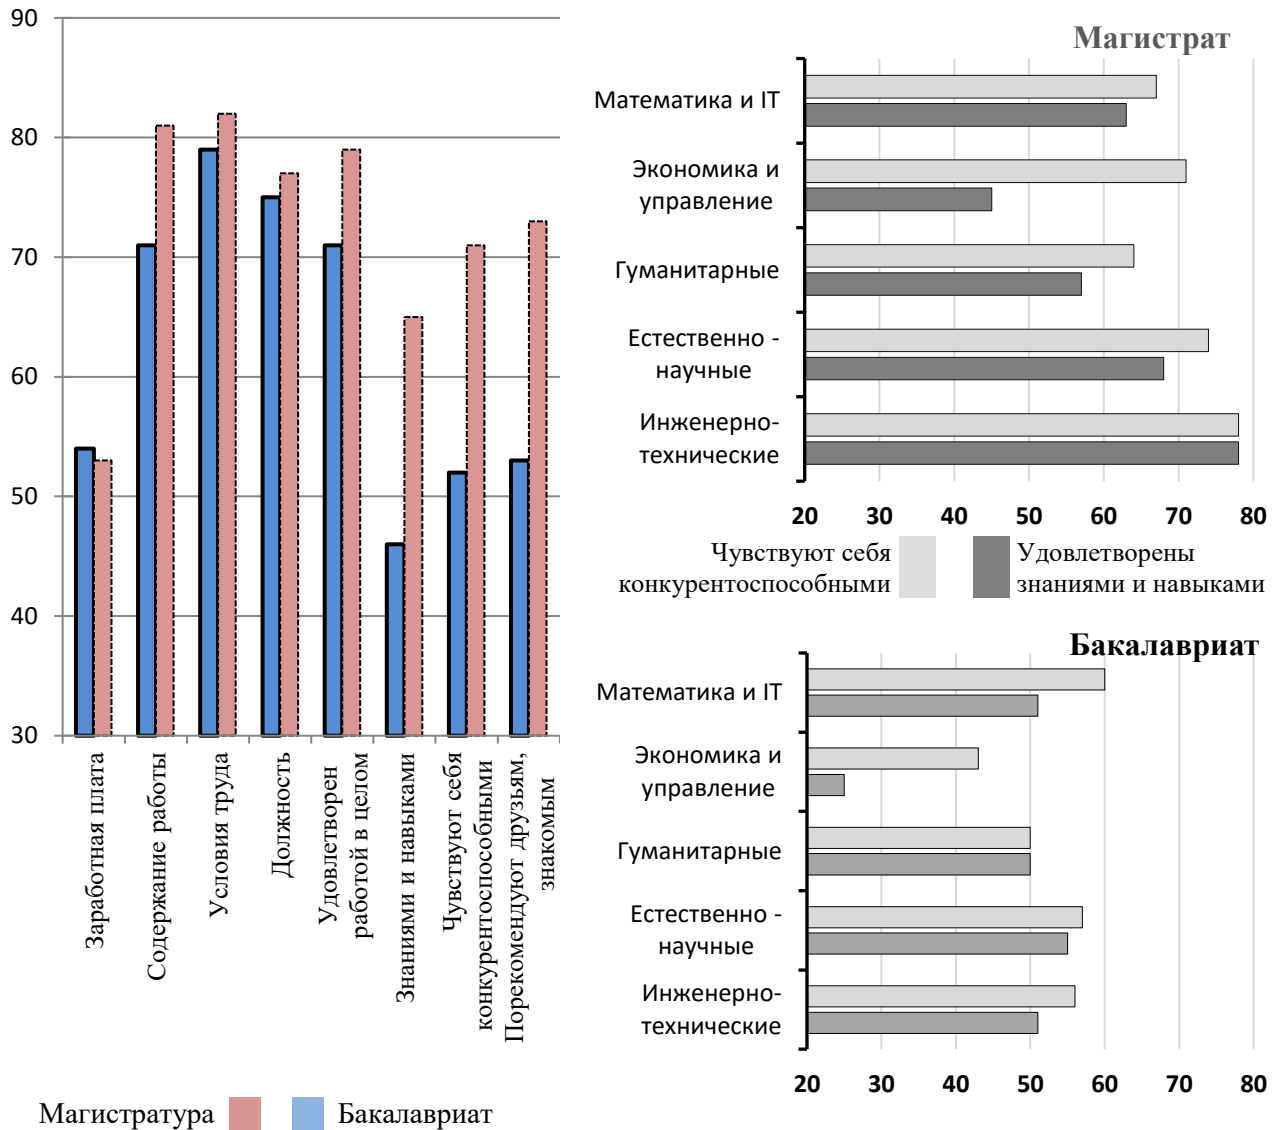 90
80
70
60
50
40
30
Заработная плата
Содержание работы
Условия труда
Должность
Удовлетворен
работой в целом
Знаниями и навыками
Чувствуют себя
конкурентоспособными
Порекомендуют друзьям,
знакомым
Магистратура
Бакалавриат
Магистрат
Математика и IT
Экономика и
управление
Гуманитарные
Естественно -
научные
Инженерно-
технические
20 30 40 50 60 70 80
Чувствуют себя
конкурентоспособными
Удовлетворены
знаниями и навыками
Бакалавриат
Математика и IT
Экономика и
управление
Гуманитарные
Естественно -
научные
Инженерно-
технические
20 30 40 50 60 70 80